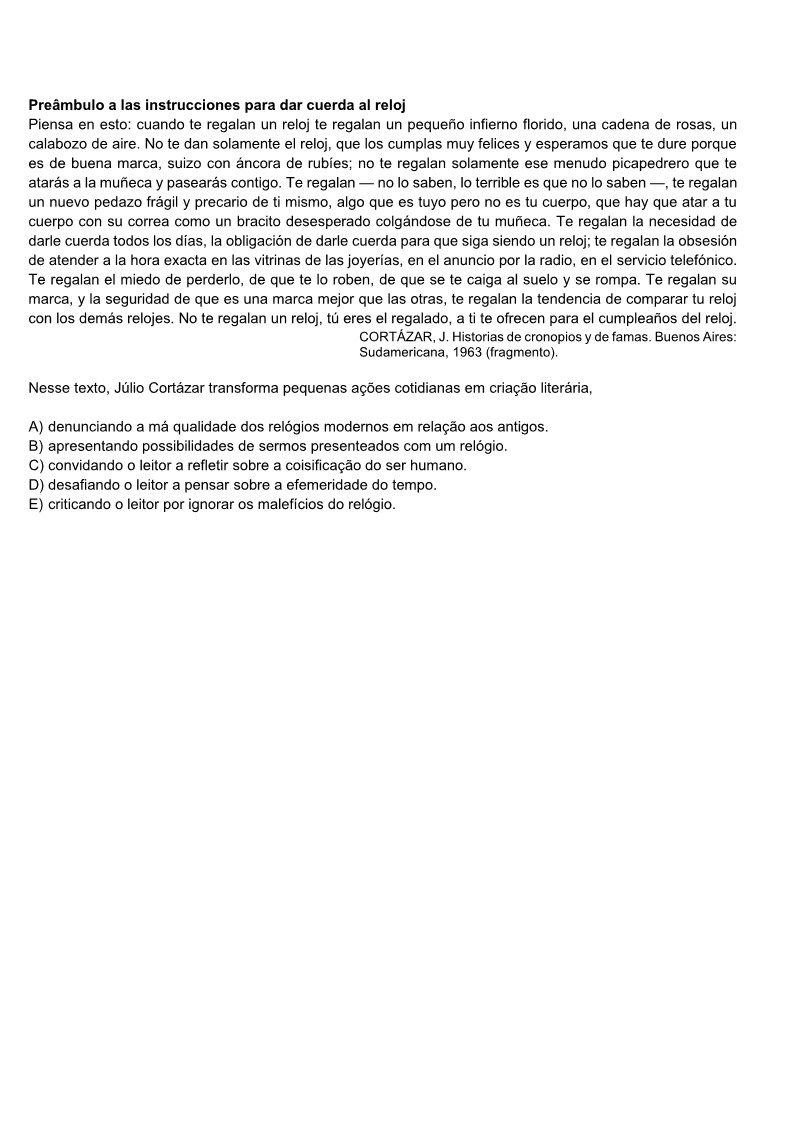 Preâmbulo a las instrucciones para dar cuerda al reloj
Piensa en esto: cuando te regalan un reloj te regalan un pequeño infierno florido, una cadena de rosas, un
calabozo de aire. No te dan solamente el reloj, que los cumplas muy felices y esperamos que te dure porque
es de buena marca, suizo con áncora de rubíes; no te regalan solamente ese menudo picapedrero que te
atarás a la muñeca y pasearás contigo. Te regalan — no lo saben, lo terrible es que no lo saben —, te regalan
un nuevo pedazo frágil y precario de ti mismo, algo que es tuyo pero no es tu cuerpo, que hay que atar a tu
cuerpo con su correa como un bracito desesperado colgándose de tu muñeca. Te regalan la necesidad de
darle cuerda todos los días, la obligación de darle cuerda para que siga siendo un reloj; te regalan la obsesión
de atender a la hora exacta en las vitrinas de las joyerías, en el anuncio por la radio, en el servicio telefónico.
Te regalan el miedo de perderlo, de que te lo roben, de que se te caiga al suelo y se rompa. Te regalan su
marca, y la seguridad de que es una marca mejor que las otras, te regalan la tendencia de comparar tu reloj
con los demás relojes. No te regalan un reloj, tú eres el regalado, a ti te ofrecen para el cumpleaños del reloj.
CORTÁZAR, J. Historias de cronopios y de famas. Buenos Aires:
Sudamericana, 1963 (fragmento).
Nesse texto, Júlio Cortázar transforma pequenas ações cotidianas em criação literária,
A) denunciando a má qualidade dos relógios modernos em relação aos antigos.
B) apresentando possibilidades de sermos presenteados com um relógio.
C) convidando o leitor a refletir sobre a coisificação do ser humano.
D) desafiando o leitor a pensar sobre a efemeridade do tempo.
E) criticando o leitor por ignorar os malefícios do relógio.